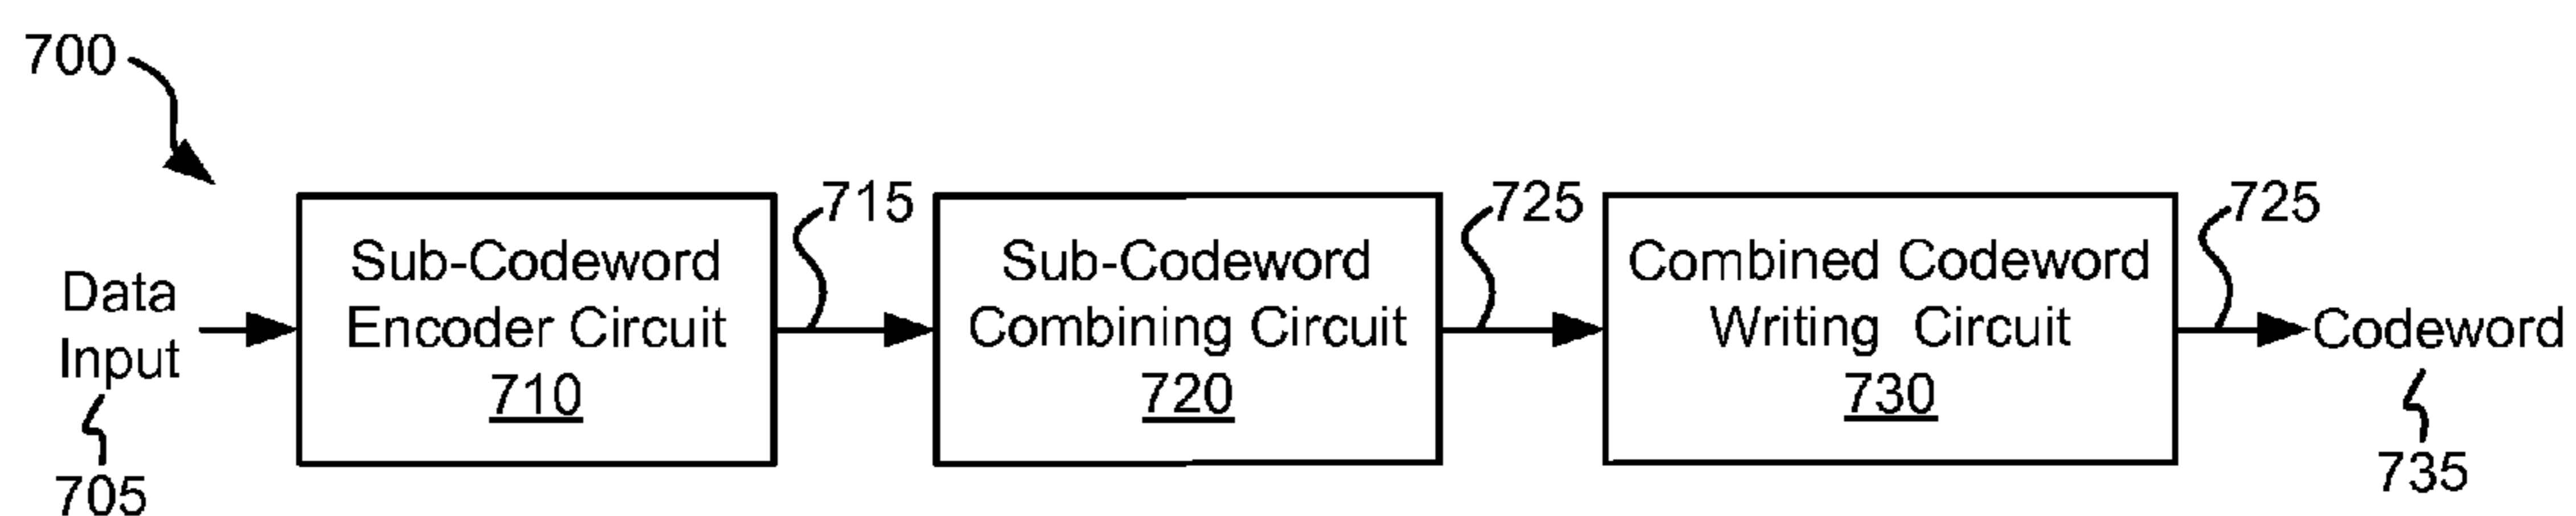 700
715
725
725
Data
Input
705
Sub-Codeword
Encoder Circuit
710
Sub-Codeword
Combining Circuit
720
Combined Codeword
Writing Circuit
730
Codeword
735